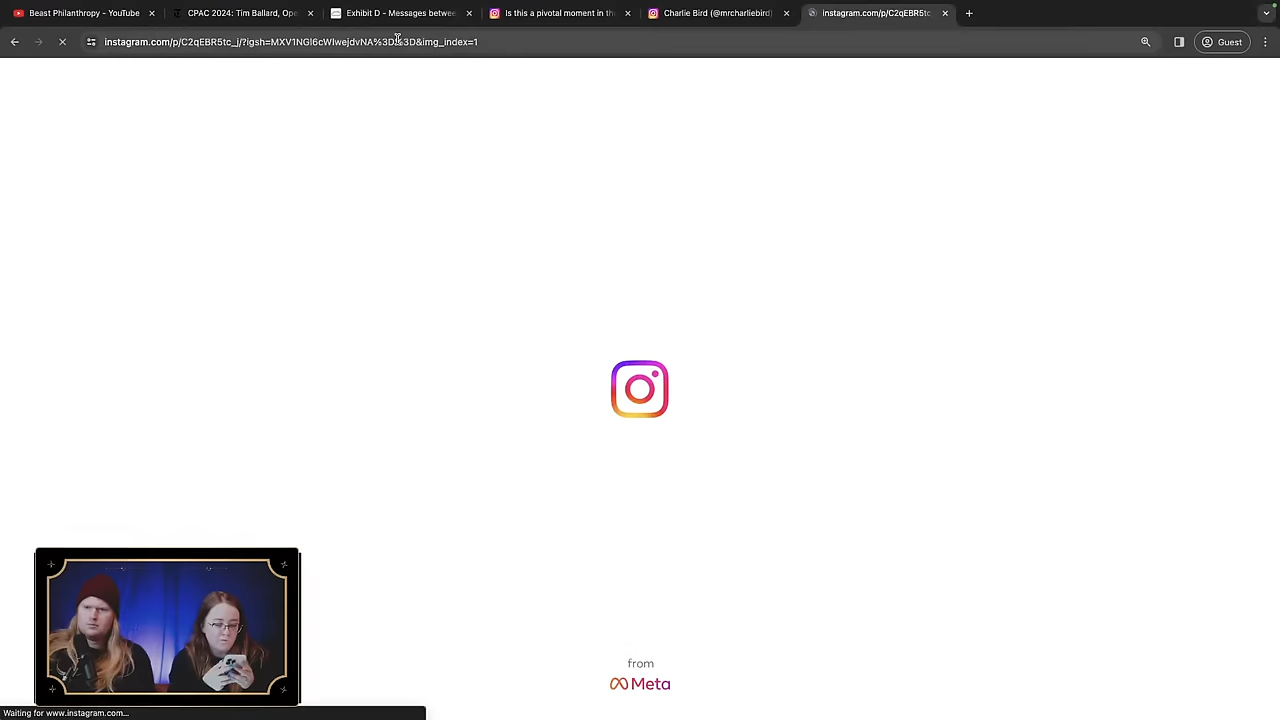 Beast Philanthropy - YouTube
CPAC 2024: Tim Ballard, Ope
Exhibit D - Messages betwee
Is this a pivotal moment in th
Charlie Bird (@mrcharliebird)
instagram.com/p/C2qEBR5tc
instagram.com/p/C2qEBR5tc_j/?igsh=MXV1NGl6cWIwejdvNA%3D%3D&img_index=1
Guest
from
Meta
Waiting for www.instagram.com...